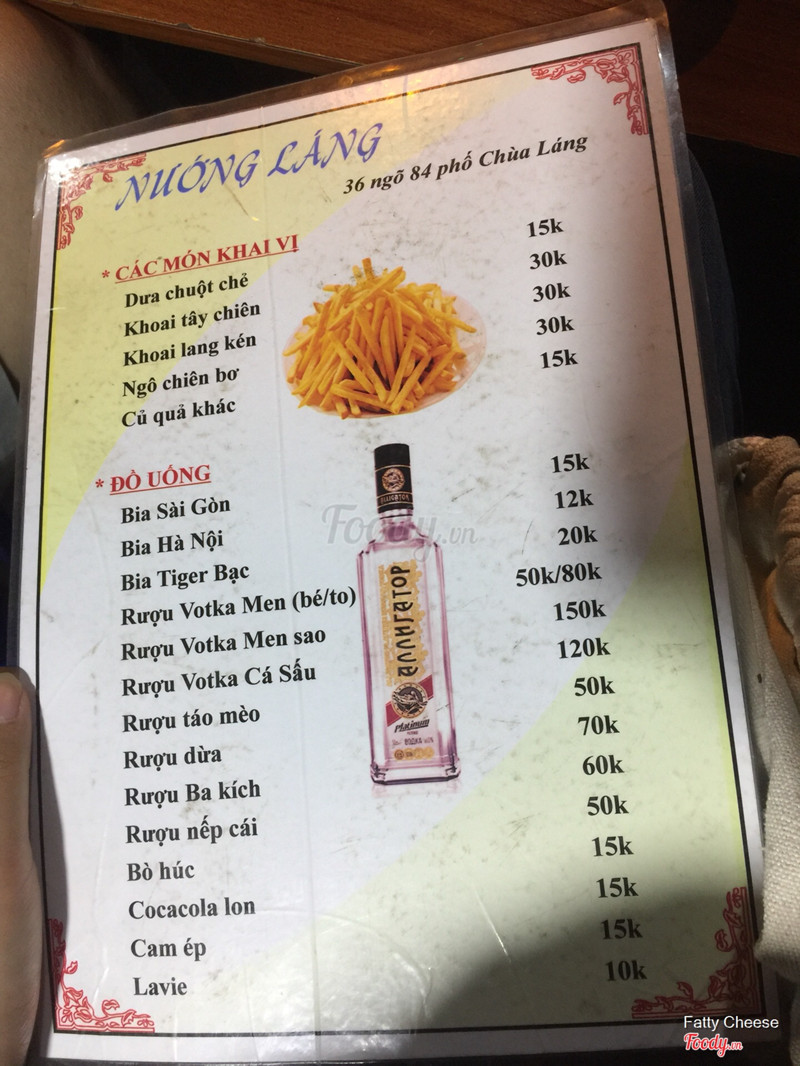 NƯỚNG LÁNG
36 ngõ 84 phố Chùa Láng
* CÁC MÓN KHAI VỊ
Dưa chuột chẻ 15k
Khoai tây chiên 30k
Khoai lang kén 30k
Ngô chiên bơ 30k
Củ quả khác 15k
* ĐỒ UỐNG
Bia Sài Gòn 15k
Bia Hà Nội 12k
Bia Tiger Bạc 20k
Rượu Votka Men (bé/to) 50k/80k
Rượu Votka Men sao 150k
Rượu Votka Cá Sấu 120k
Rượu táo mèo 50k
Rượu dừa 70k
Rượu Ba kích 60k
Rượu nếp cái 50k
Bò húc 15k
Cocacola lon 15k
Cam ép 15k
Lavie 10k
Foody.vn
аллигатор
Platinum
Fatty Cheese
Foody.vn